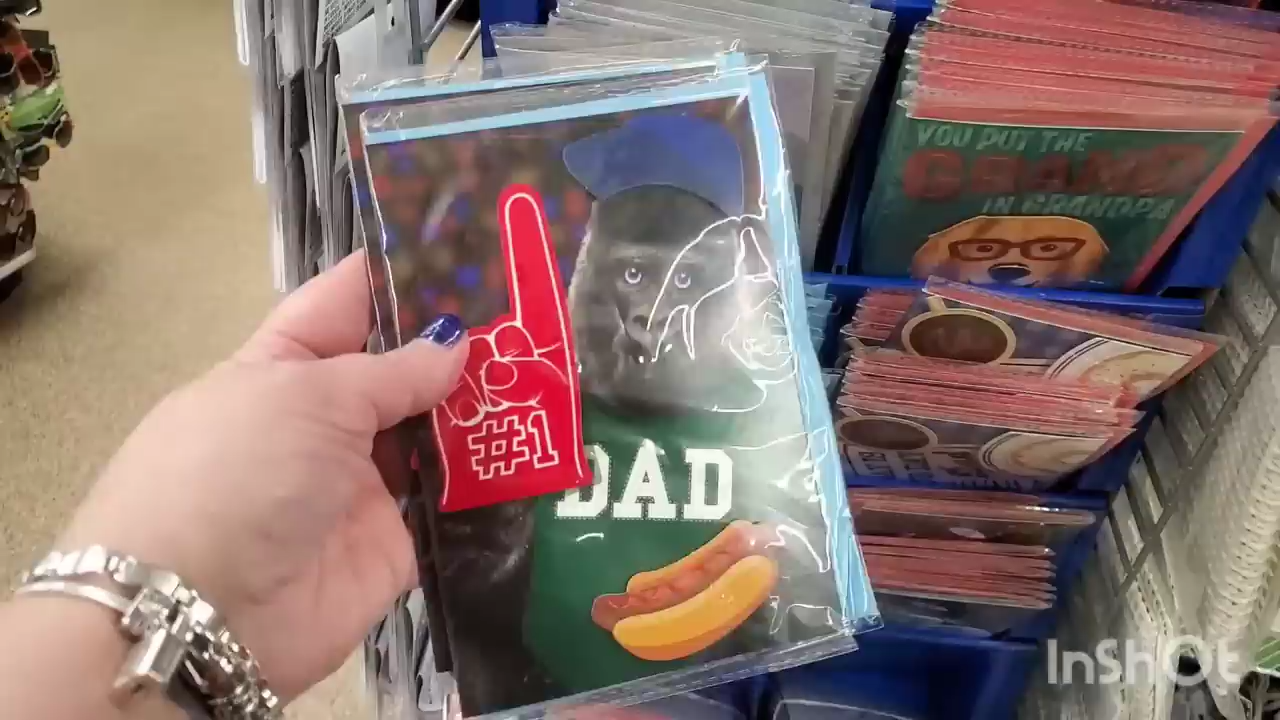 YOU PUT THE
GRAND
IN GRANDPA
#1
DAD
InShOt